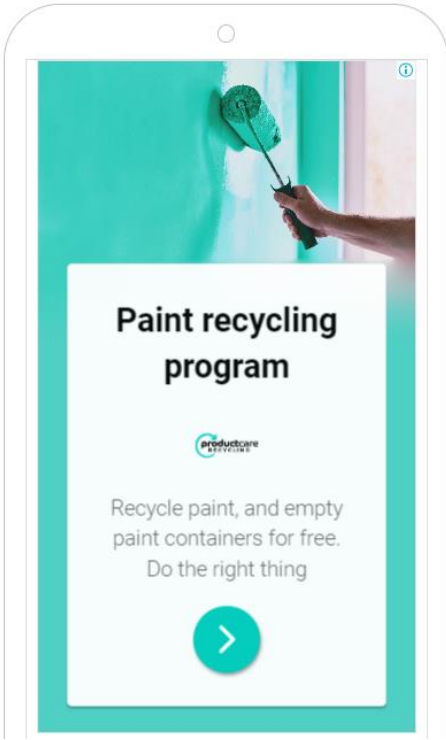 Paint recycling
program
productcare
RECYCLING
Recycle paint, and empty
paint containers for free.
Do the right thing